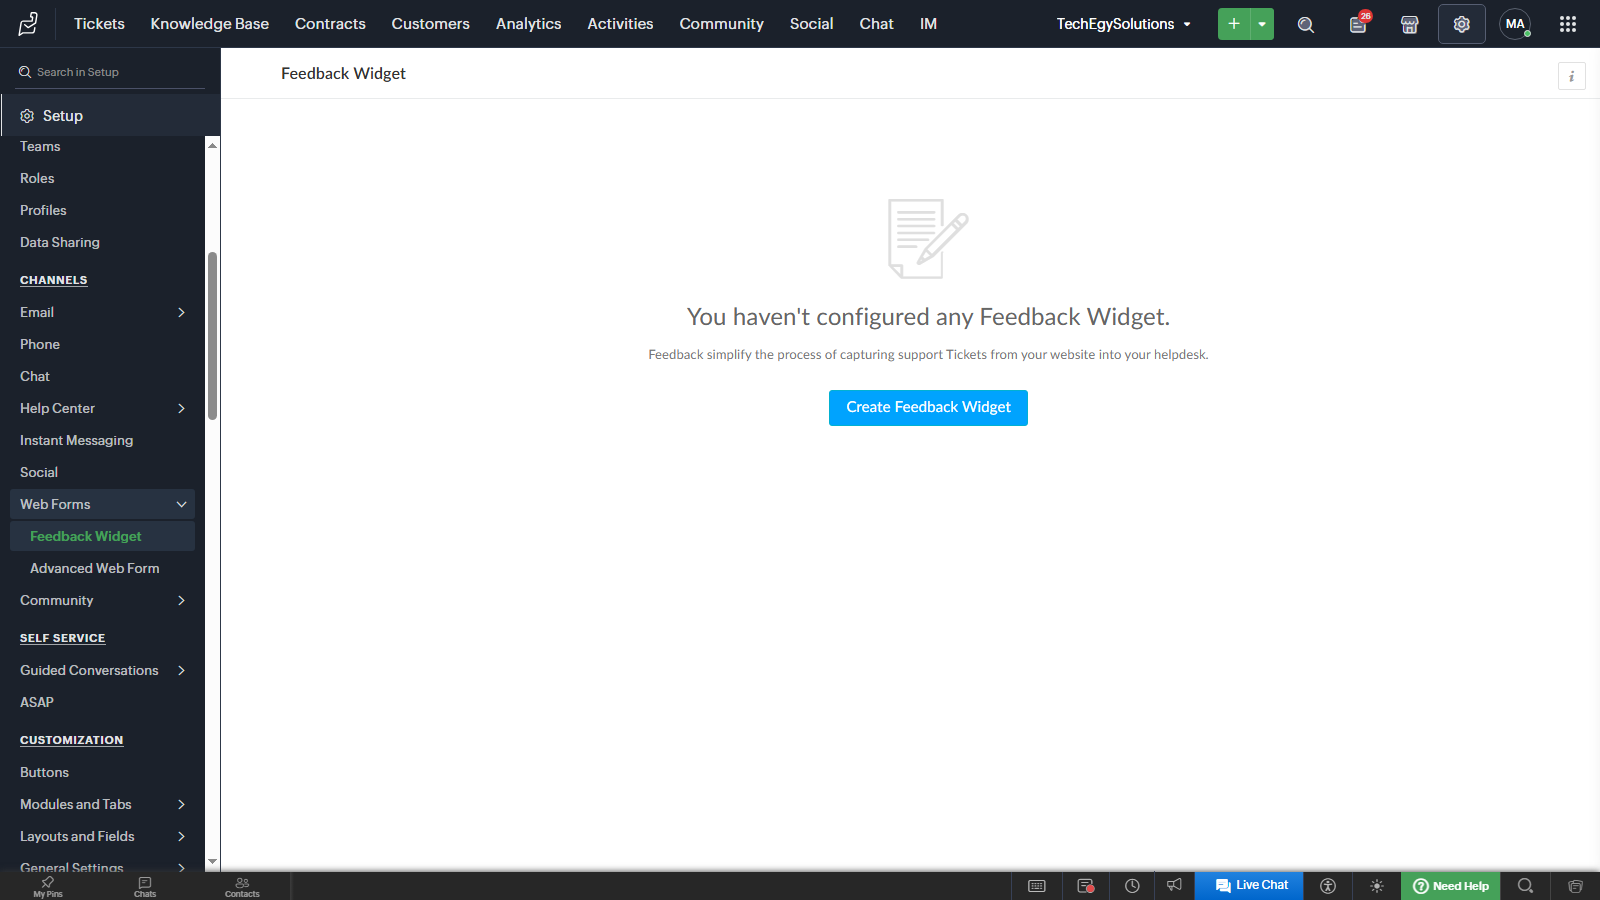 Tickets Knowledge Base Contracts Customers Analytics Activities Community Social Chat IM TechEgySolutions + 26 MA
Search in Setup
Feedback Widget
i
Setup
Teams
Roles
Profiles
Data Sharing
CHANNELS
Email
Phone
Chat
Help Center
Instant Messaging
Social
Web Forms
Feedback Widget
Advanced Web Form
Community
SELF SERVICE
Guided Conversations
ASAP
CUSTOMIZATION
Buttons
Modules and Tabs
Layouts and Fields
General Settings
You haven't configured any Feedback Widget.
Feedback simplify the process of capturing support Tickets from your website into your helpdesk.
Create Feedback Widget
My Pins Chats Contacts Live Chat Need Help